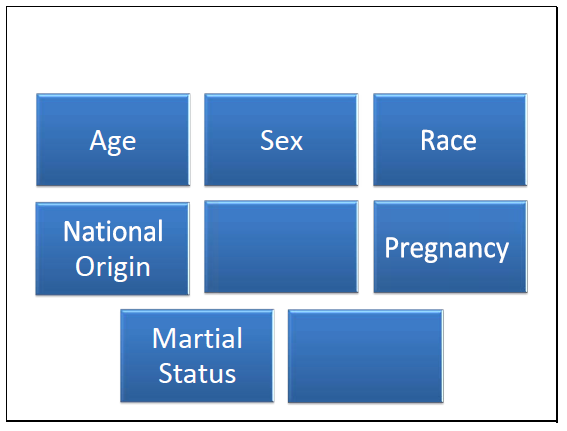 Age
Sex
Race
National
Origin
Pregnancy
Martial
Status